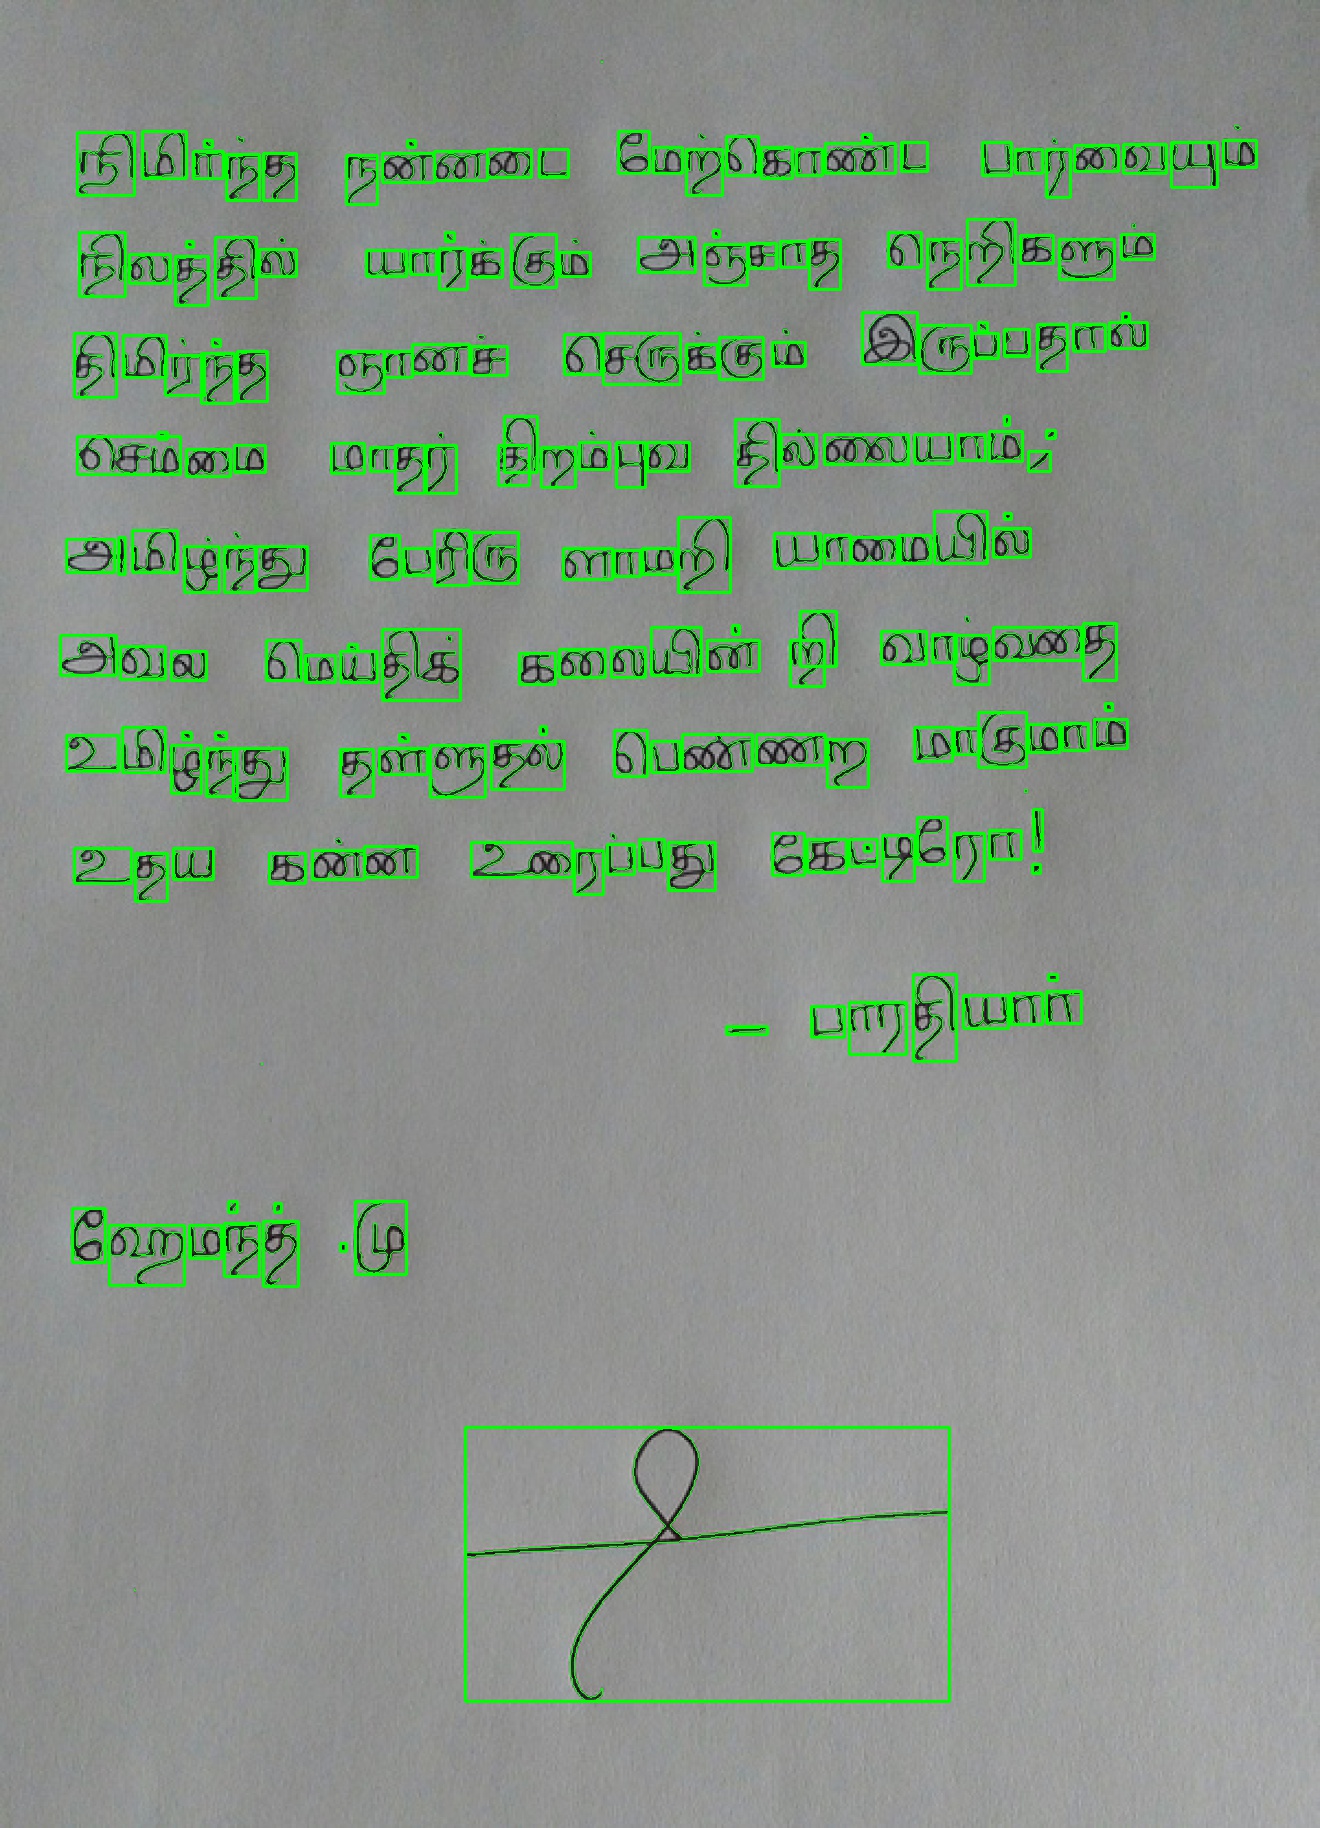 நிமிர்ந்த நன்னடை மேற்கொண்ட பார்வையும்
நிலத்தில் யார்க்கும் அஞ்சாத நெறிகளும்
திமிர்ந்த ஞானச் செருக்கும் இருப்பதால்
செம்மை மாதர் திறம்புவ தில்லையாம்;
அமிழ்ந்து பேரிரு ளாமறி யாமையில்
அவல மெய்திக் கலையின் றி வாழ்வதை
உமிழ்ந்து தள்ளுதல் பெண்ணற மாகுமாம்
உதய கன்ன உரைப்பது கேட்டிரோ!
– பாரதியார்
ஹேமந்த் .மு